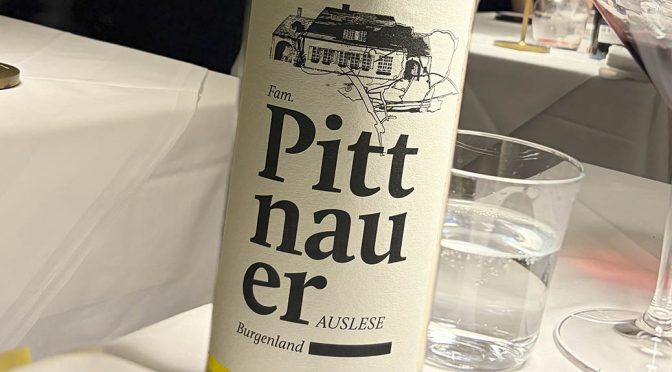 Fam.
Pitt
nau
er AUSLESE
Burgenland